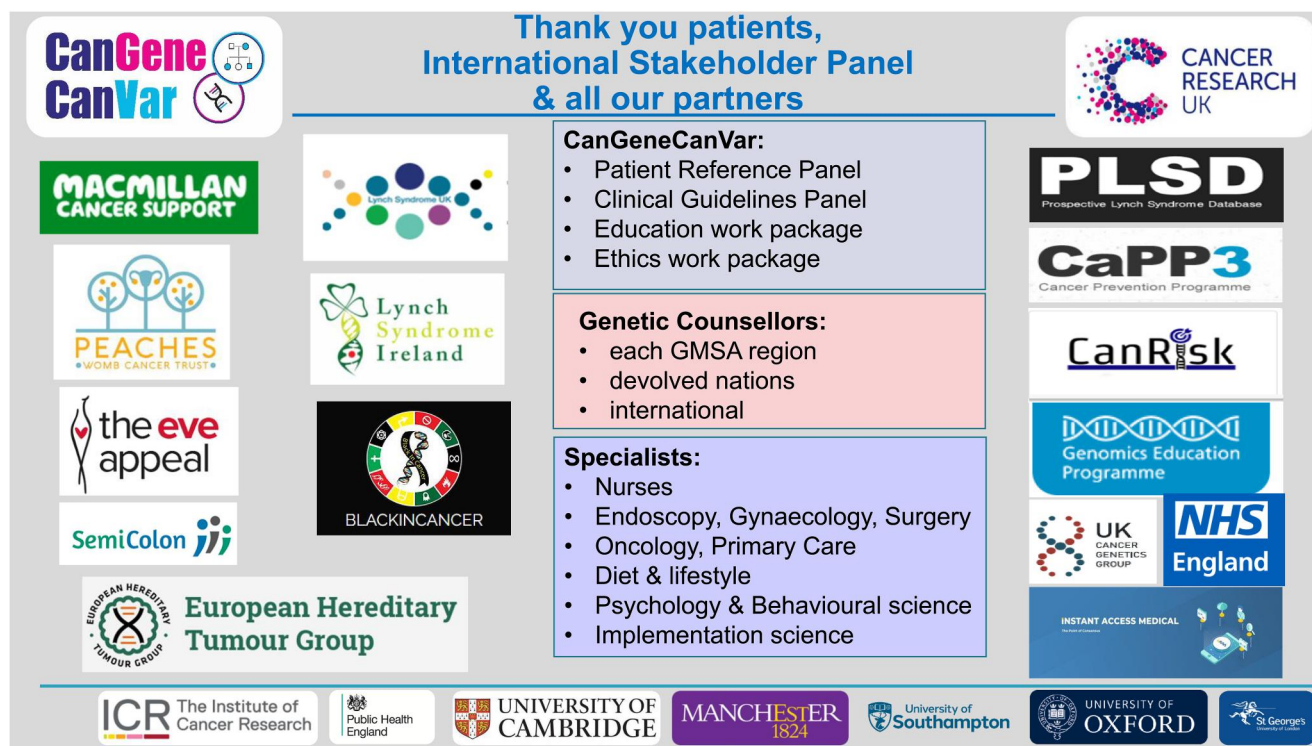 CanGene
CanVar
Thank you patients,
International Stakeholder Panel
& all our partners
CANCER
RESEARCH
UK
MACMILLAN
CANCER SUPPORT
Lynch Syndrome UK
PEACHES
•WOMB CANCER TRUST•
Lynch
Syndrome
Ireland
the eve
appeal
BLACKINCANCER
SemiColon
EUROPEAN HEREDITARY
TUMOUR GROUP
European Hereditary
Tumour Group
CanGeneCanVar:
• Patient Reference Panel
• Clinical Guidelines Panel
• Education work package
• Ethics work package
Genetic Counsellors:
• each GMSA region
• devolved nations
• international
Specialists:
• Nurses
• Endoscopy, Gynaecology, Surgery
• Oncology, Primary Care
• Diet & lifestyle
• Psychology & Behavioural science
• Implementation science
PLSD
Prospective Lynch Syndrome Database
CaPP3
Cancer Prevention Programme
CanRisk
Genomics Education
Programme
UK
CANCER
GENETICS
GROUP
NHS
England
INSTANT ACCESS MEDICAL
ICR The Institute of
Cancer Research
Public Health
England
UNIVERSITY OF
CAMBRIDGE
MANCHESTER
1824
University of
Southampton
UNIVERSITY OF
OXFORD
St George's
University of London